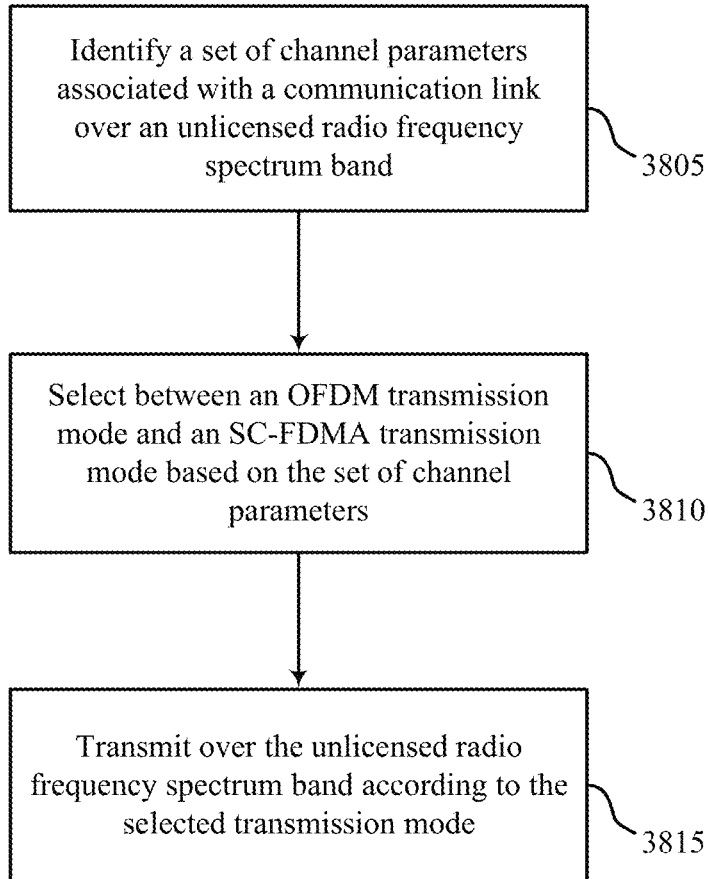 Identify a set of channel parameters
associated with a communication link
over an unlicensed radio frequency
spectrum band
3805
Select between an OFDM transmission
mode and an SC-FDMA transmission
mode based on the set of channel
parameters
3810
Transmit over the unlicensed radio
frequency spectrum band according to the
selected transmission mode
3815